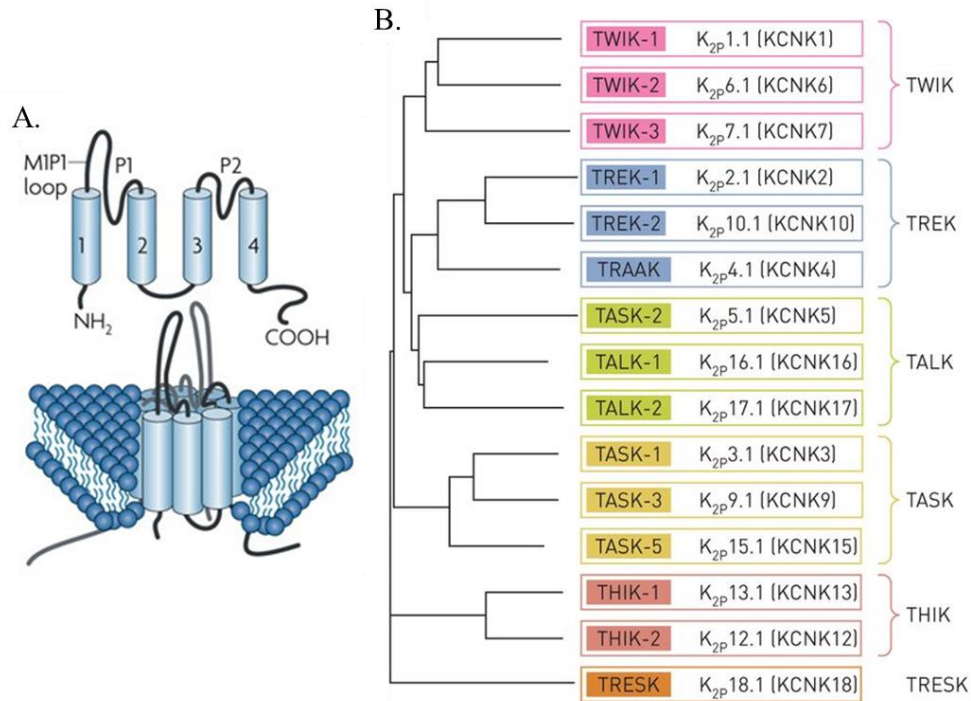 A.
M1P1
loop
P1
P2
1
2
3
4
NH₂
COOH
B.
TWIK-1 K₂P1.1 (KCNK1)
TWIK-2 K₂P6.1 (KCNK6)
TWIK-3 K₂P7.1 (KCNK7)
TWIK
TREK-1 K₂P2.1 (KCNK2)
TREK-2 K₂P10.1 (KCNK10)
TRAAK K₂P4.1 (KCNK4)
TREK
TASK-2 K₂P5.1 (KCNK5)
TALK-1 K₂P16.1 (KCNK16)
TALK-2 K₂P17.1 (KCNK17)
TALK
TASK-1 K₂P3.1 (KCNK3)
TASK-3 K₂P9.1 (KCNK9)
TASK-5 K₂P15.1 (KCNK15)
TASK
THIK-1 K₂P13.1 (KCNK13)
THIK-2 K₂P12.1 (KCNK12)
THIK
TRESK K₂P18.1 (KCNK18)
TRESK